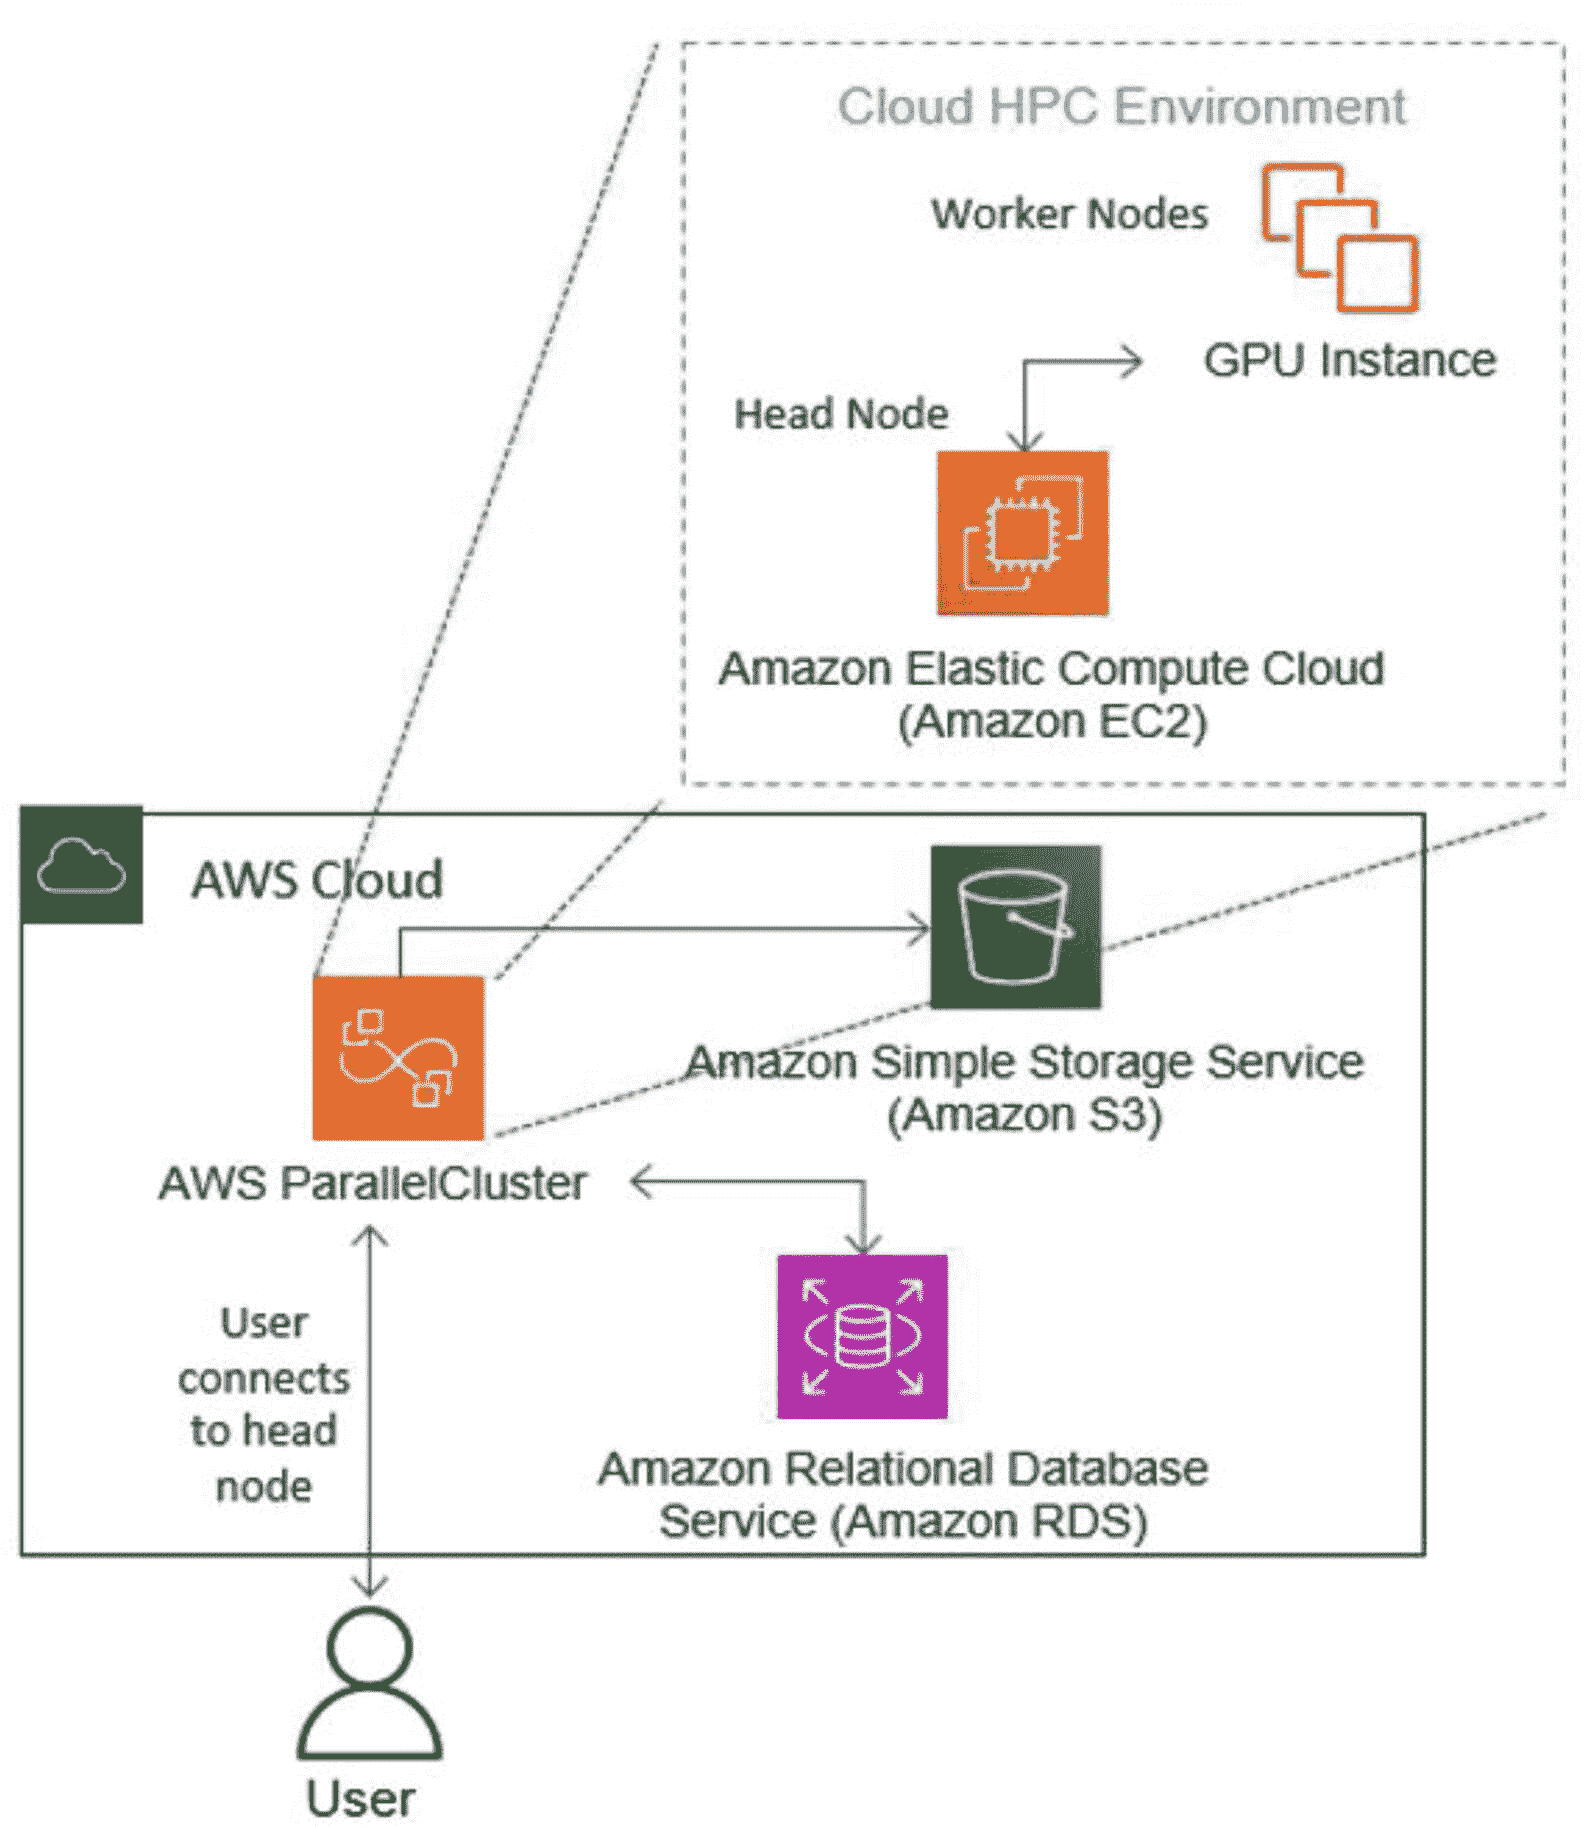 Cloud HPC Environment
Worker Nodes
GPU Instance
Head Node
Amazon Elastic Compute Cloud
(Amazon EC2)
AWS Cloud
Amazon Simple Storage Service
(Amazon S3)
AWS ParallelCluster
User
connects
to head
node
Amazon Relational Database
Service (Amazon RDS)
User